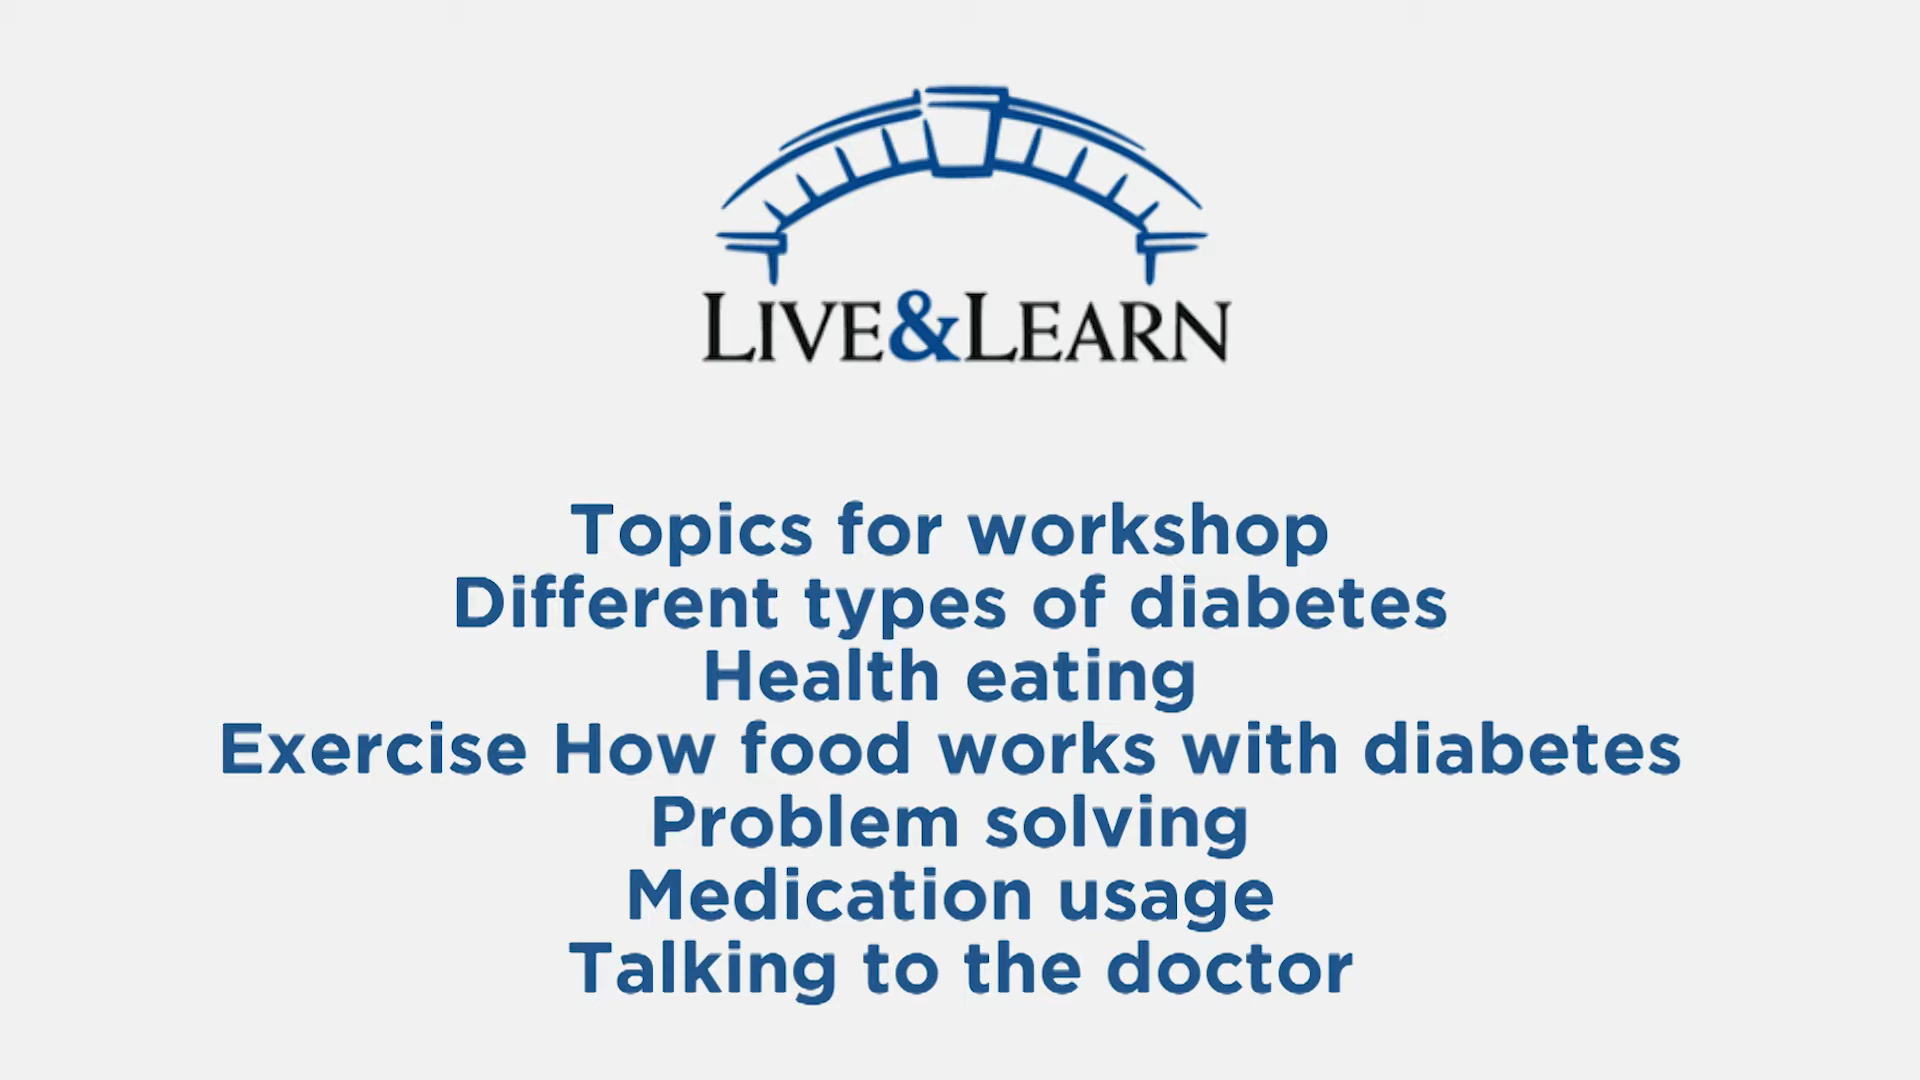 LIVE&LEARN
Topics for workshop
Different types of diabetes
Health eating
Exercise How food works with diabetes
Problem solving
Medication usage
Talking to the doctor